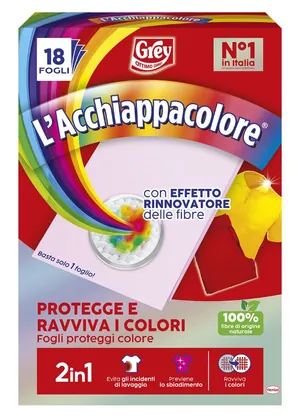 18
FOGLI
Grey
N°1
in Italia
L'Acchiappacolore®
con EFFETTO
RINNOVATORE
delle fibre
Basta solo 1 foglio!
PROTEGGE E
RAVVIVA I COLORI
Fogli proteggi colore
100%
fibre di origine
naturale
2in1
Evita gli incidenti
di lavaggio
Previene
lo sbiadimento
Ravviva
i colori
Henkel